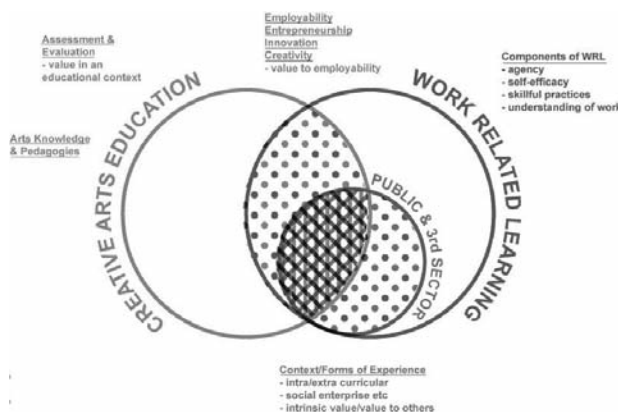 Employability
Entrepreneurship
Innovation
Creativity
- value to employability
Assessment &
Evaluation
- value in an
educational context
Components of WRL
- agency
- self-efficacy
- skillful practices
- understanding of work
Arts Knowledge
& Pedagogies
CREATIVE ARTS EDUCATION
WORK RELATED LEARNING
PUBLIC & 3rd SECTOR
Context/Forms of Experience
- intra/extra curricular
- social enterprise etc
- intrinsic value/value to others